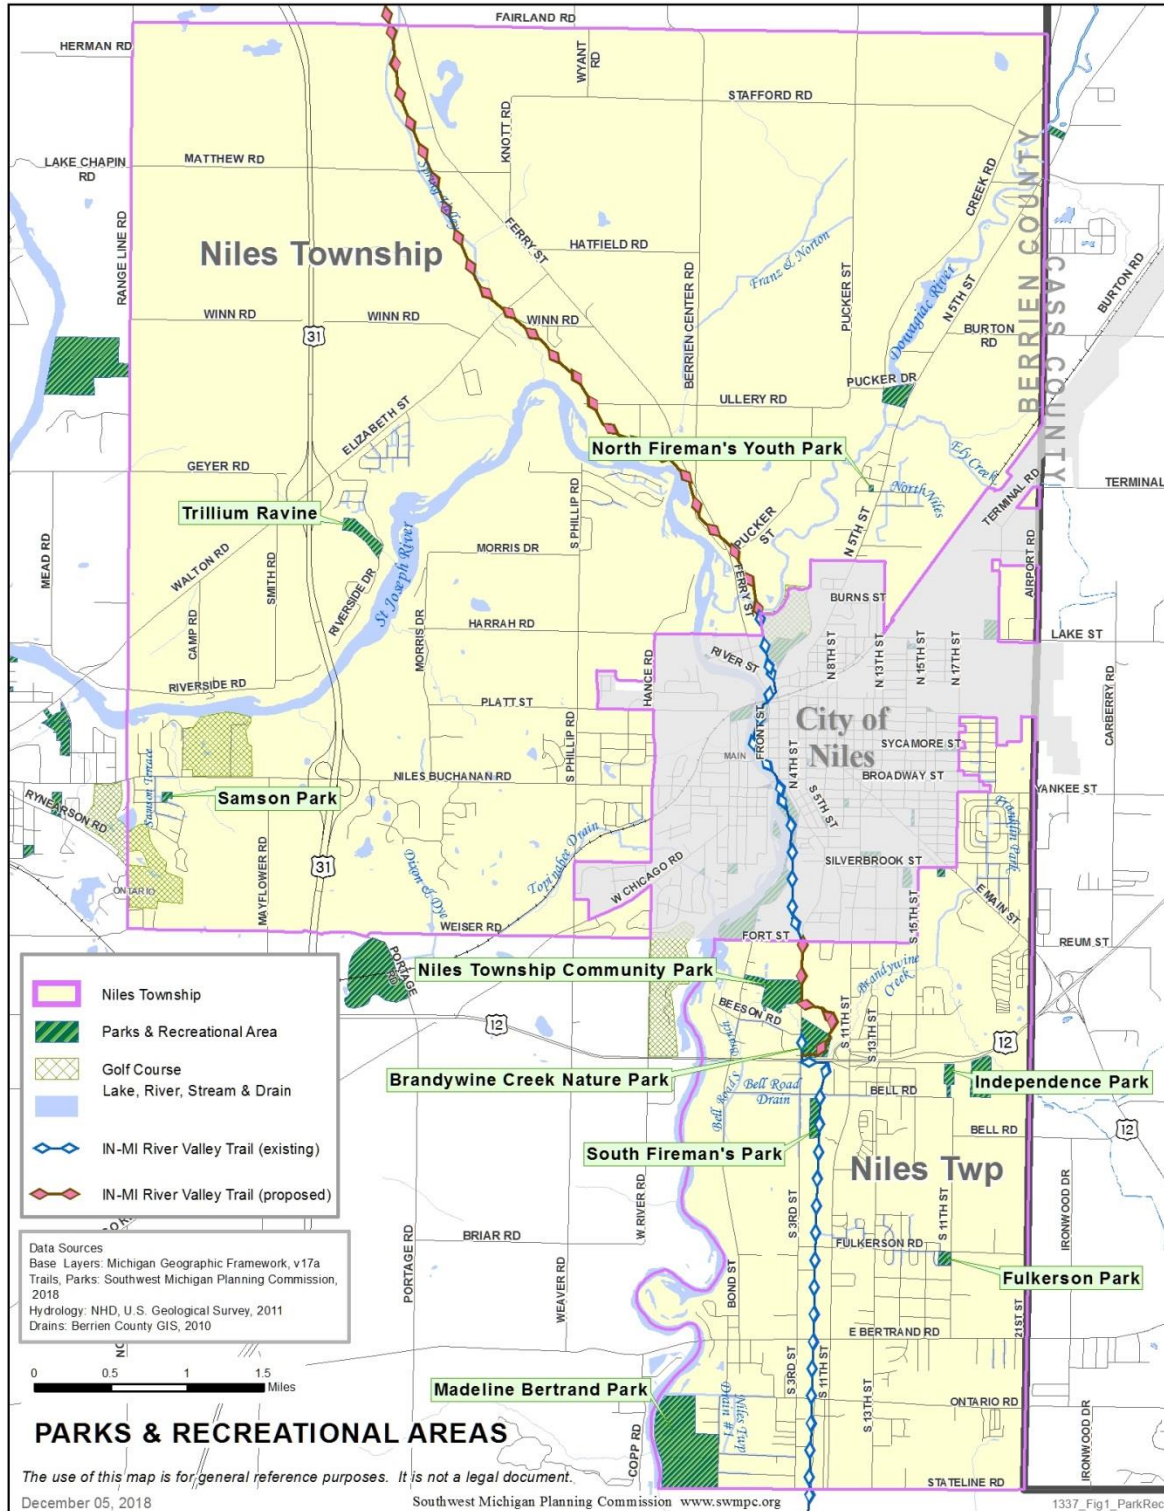 FAIRLAND RD
HERMAN RD
WYANT
RD
STAFFORD RD
KNOTT RD
LAKE CHAPIN
RD
MATTHEW RD
Spring Valley
CREEK RD
BERRIEN COUNTY
CASS COUNTY
RANGE LINE RD
Niles Township
FERRY ST
HATFIELD RD
Franz & Norton
PUCKER ST
BURTON RD
Dowagiac River
N 5TH ST
WINN RD
WINN RD
WINN RD
BURTON
RD
31
BERRIEN CENTER RD
PUCKER DR
ELIZABETH ST
ULLERY RD
North Fireman's Youth Park
Ely Creek
GEYER RD
TERMINAL RD
TERMINAL
North Niles
Trillium Ravine
S PHILLIP RD
PUCKER
ST
N 5TH ST
MEAD RD
WALTON RD
SMITH RD
St Joseph River
MORRIS DR
AIRPORT RD
RIVERSIDE DR
FERRY ST
BURNS ST
CAMP RD
MORRIS DR
HARRAH RD
LAKE ST
HANCE RD
RIVER ST
N 8TH ST
N 13TH ST
N 15TH ST
N 17TH ST
RIVERSIDE RD
PLATT ST
CARBERRY RD
FRONT ST
City of
Niles
S PHILLIP RD
MAIN
N 4TH ST
SYCAMORE ST
Samson Terrace
NILES BUCHANAN RD
BROADWAY ST
YANKEE ST
RYNEARSON RD
Samson Park
S 5TH ST
Franklin Park
Topinabee Drain
Dixon & Dye
31
SILVERBROOK ST
ONTARIO
MAYFLOWER RD
W CHICAGO RD
E MAIN ST
S 15TH ST
WEISER RD
FORT ST
REUM ST
PORTAGE
RD
Niles Township Community Park
Brandywine
Creek
BEESON RD
S 11TH ST
S 13TH ST
12
12
Brandywine Creek Nature Park
Bell Road
Drain
BELL RD
Independence Park
12
BELL RD
South Fireman's Park
Niles Twp
W RIVER RD
S 3RD ST
S 11TH ST
IRONWOOD DR
BRIAR RD
FULKERSON RD
PORTAGE RD
WEAVER RD
BOND ST
Fulkerson Park
21ST ST
E BERTRAND RD
S 3RD ST
S 11TH ST
S 13TH ST
Madeline Bertrand Park
Niles Twp
Drain #1
ONTARIO RD
COPP RD
IRONWOOD DR
STATELINE RD
Niles Township
Parks & Recreational Area
Golf Course
Lake, River, Stream & Drain
IN-MI River Valley Trail (existing)
IN-MI River Valley Trail (proposed)
Data Sources
Base Layers: Michigan Geographic Framework, v17a
Trails, Parks: Southwest Michigan Planning Commission,
2018
Hydrology: NHD, U.S. Geological Survey, 2011
Drains: Berrien County GIS, 2010
0 0.5 1 1.5
Miles
PARKS & RECREATIONAL AREAS
The use of this map is for general reference purposes. It is not a legal document.
December 05, 2018
Southwest Michigan Planning Commission www.swmpc.org
1337_Fig1_ParkRec